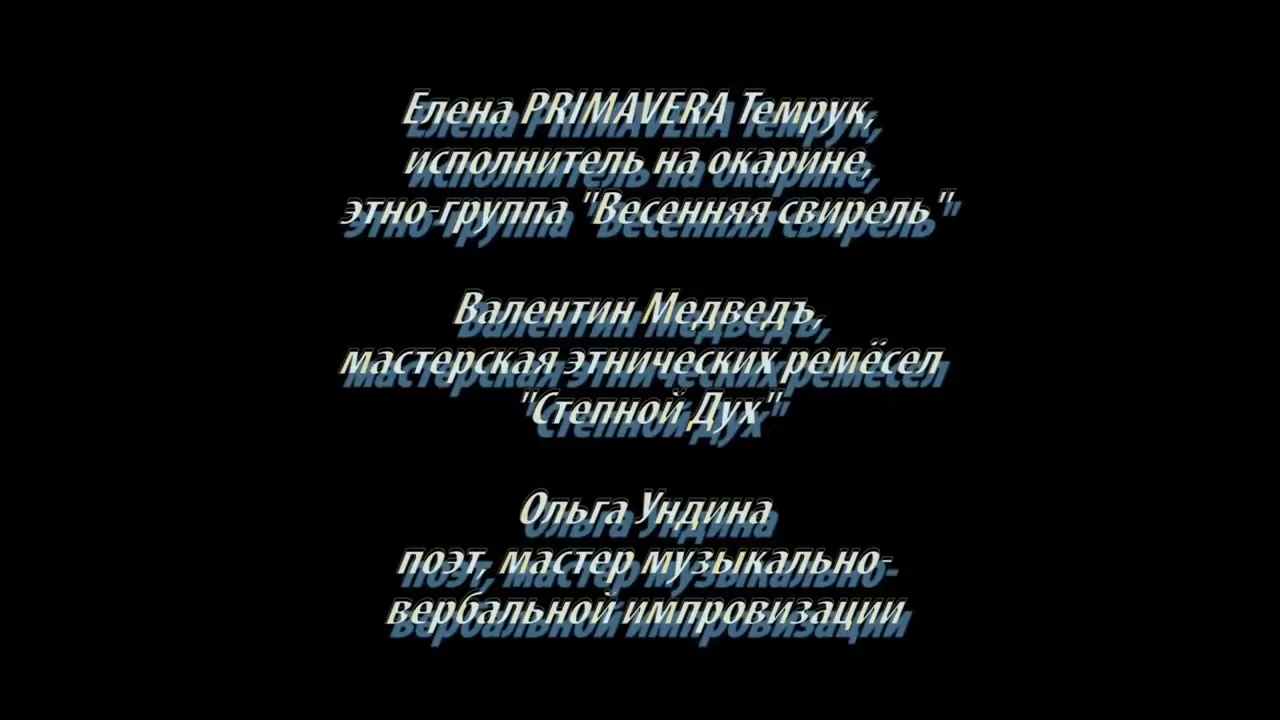 Елена PRIMAVERA Темрук,
исполнитель на окарине,
этно-группа "Весенняя свирель"
Валентин Медведъ,
мастерская этнических ремёсел
"Степной Дух"
Ольга Ундина
поэт, мастер музыкально-
вербальной импровизации